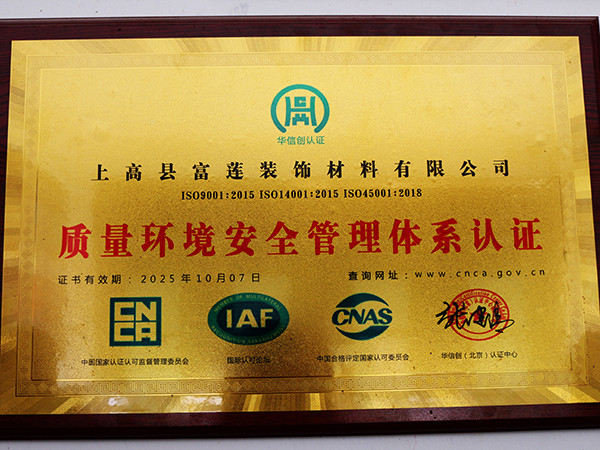 华信创认证
上高县富莲装饰材料有限公司
ISO9001:2015 ISO14001:2015 ISO45001:2018
质量环境安全管理体系认证
证书有效期：2025年10月07日 查询网址：www.cnca.gov.cn
CNCA IAF CNAS
MEMBER OF MULTILATERAL
RECOGNITION ARRANGEMENT
中国国家认证认可监督管理委员会 国际认可论坛 中国合格评定国家认可委员会 华信创（北京）认证中心